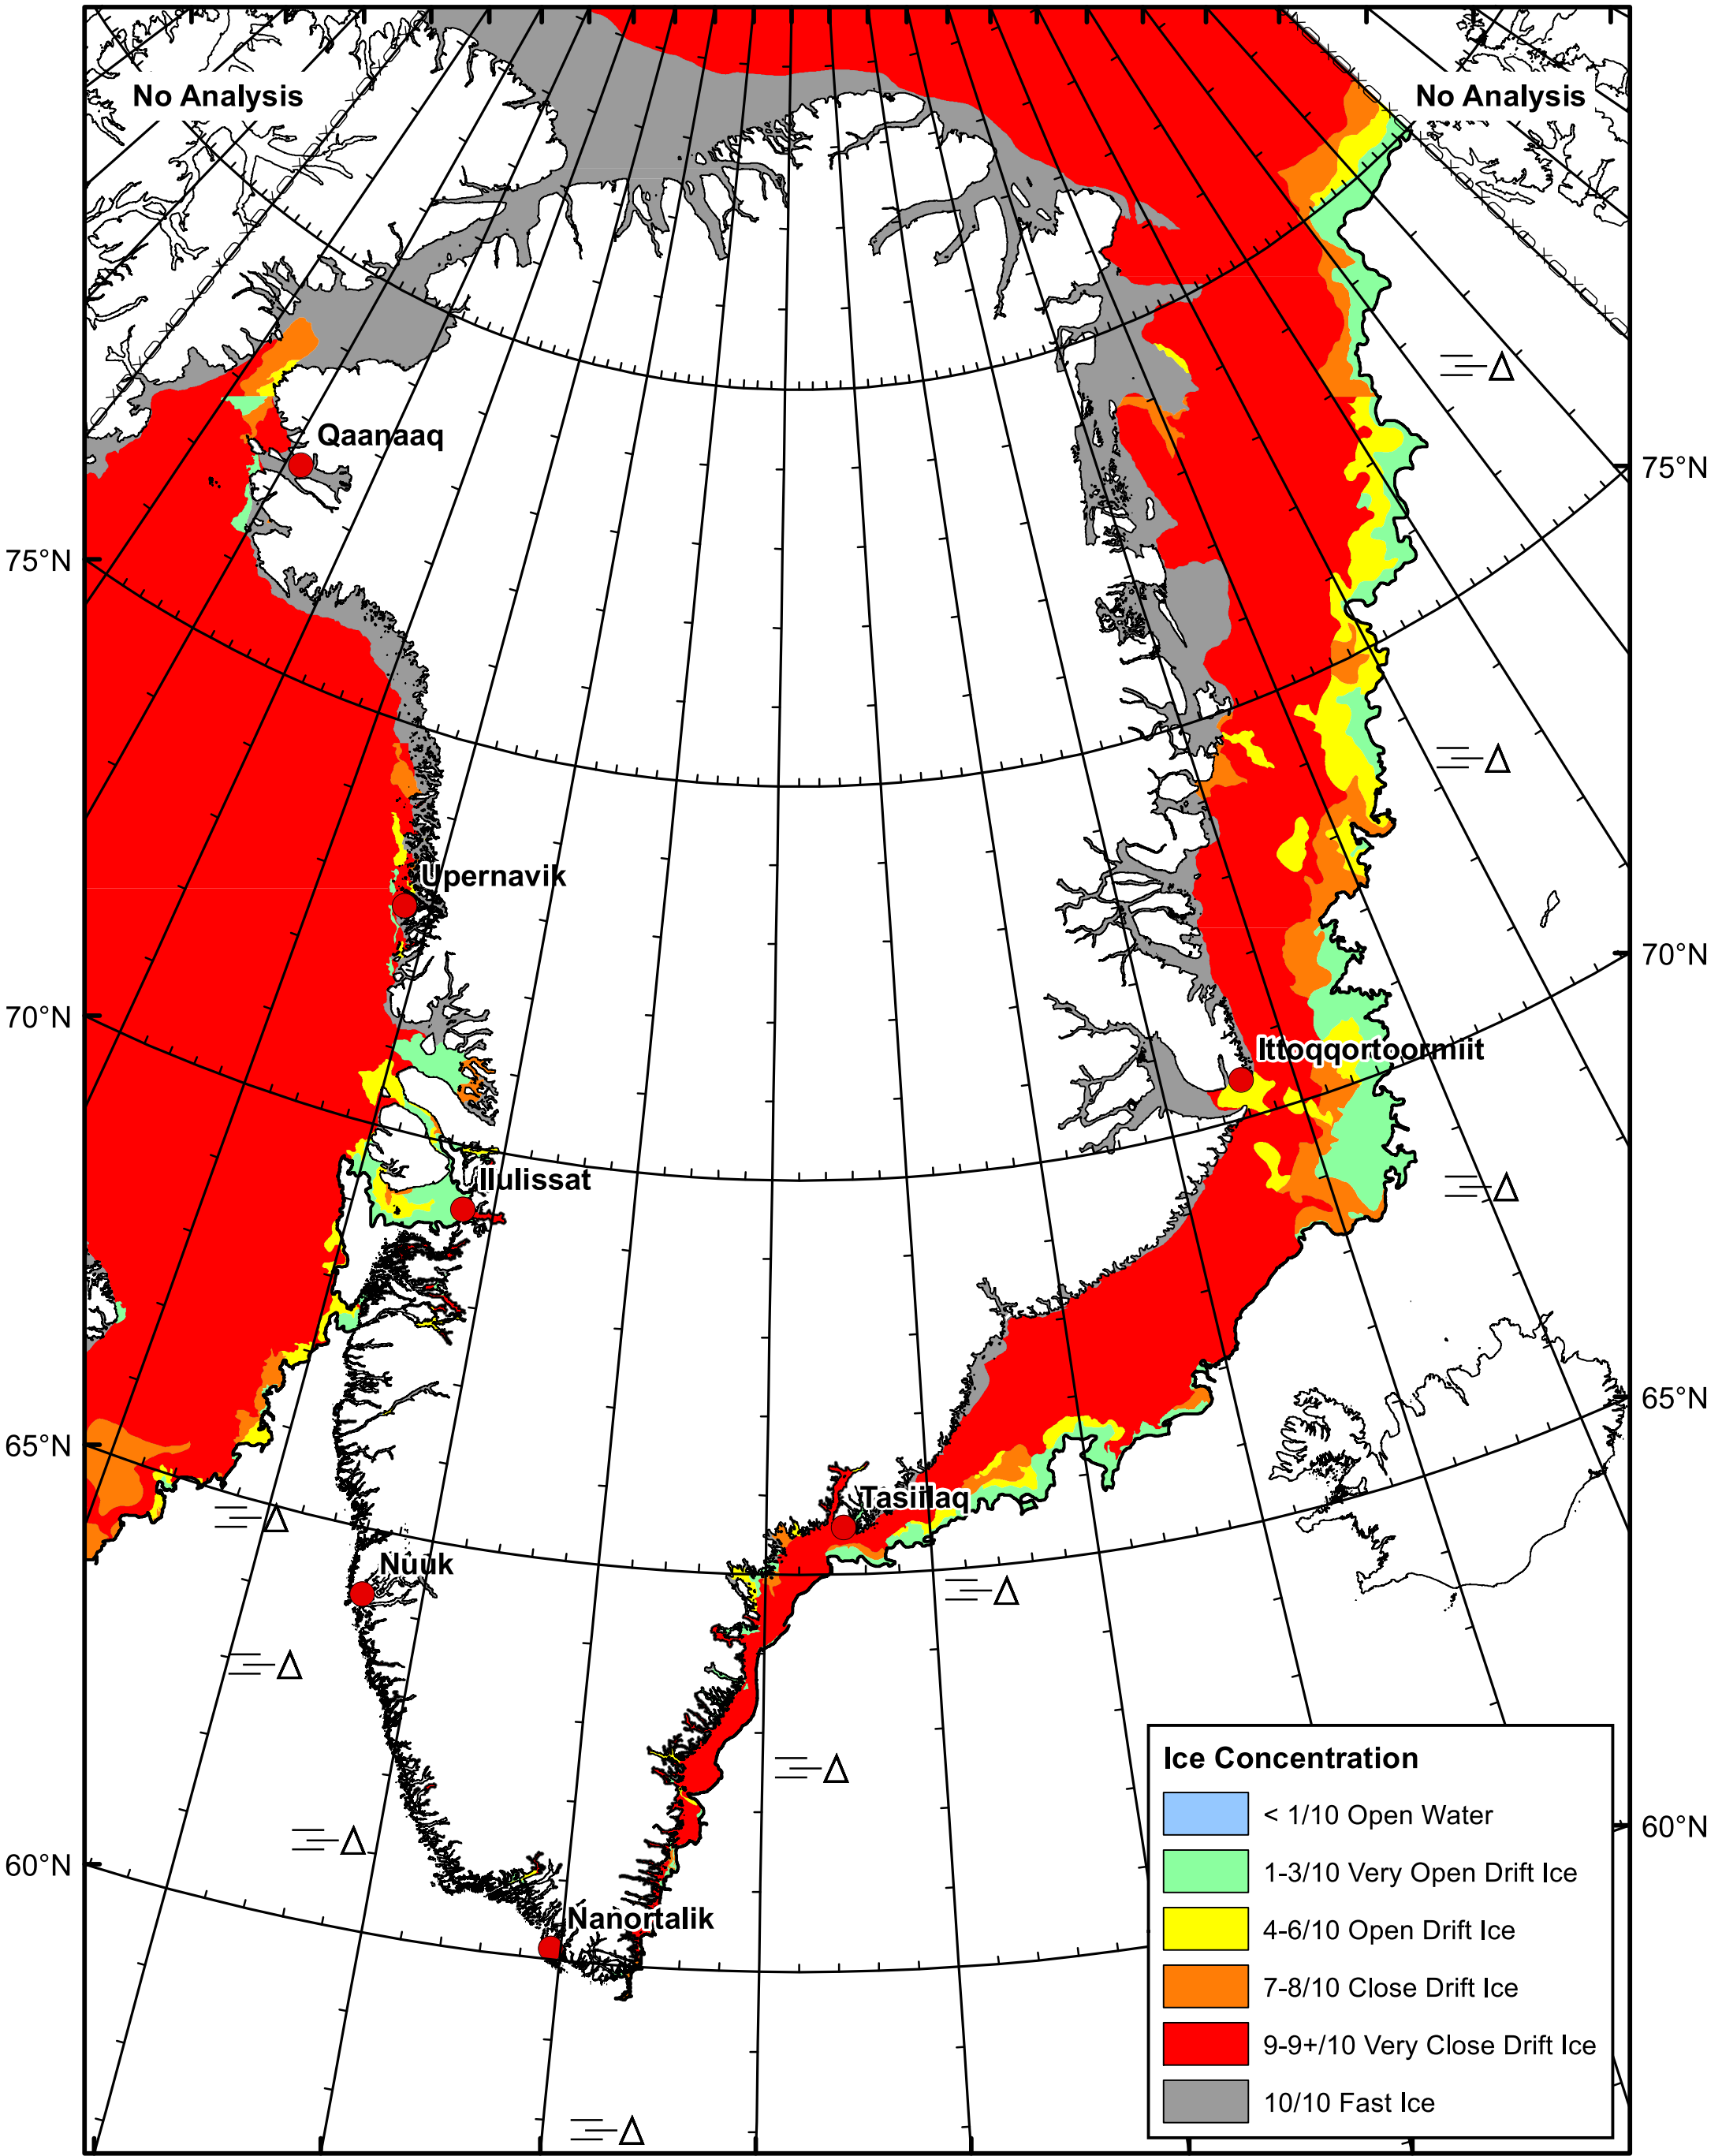 No Analysis
No Analysis
Qaanaaq
75°N
75°N
Upernavik
70°N
70°N
Ittoqqortoormiit
Ilulissat
65°N
65°N
Tasiilaq
Nuuk
60°N
60°N
Nanortalik
Ice Concentration
< 1/10 Open Water
1-3/10 Very Open Drift Ice
4-6/10 Open Drift Ice
7-8/10 Close Drift Ice
9-9+/10 Very Close Drift Ice
10/10 Fast Ice